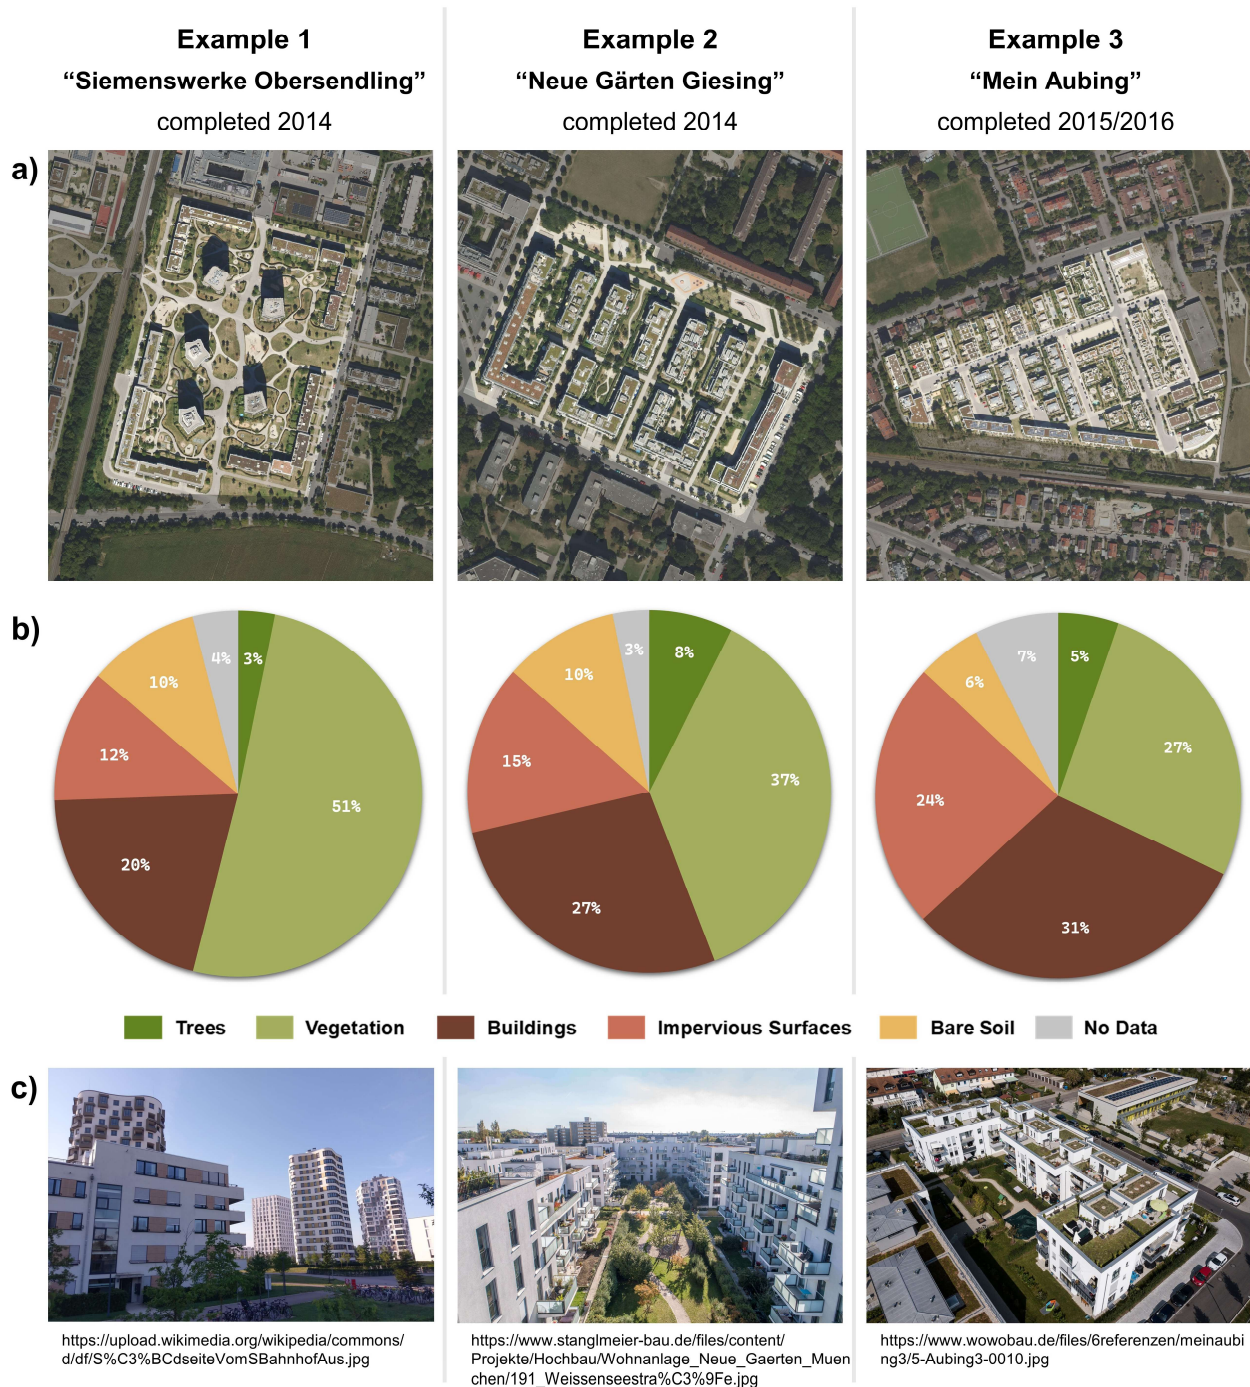 Example 1
“Siemenswerke Obersendling”
completed 2014
Example 2
“Neue Gärten Giesing”
completed 2014
Example 3
“Mein Aubing”
completed 2015/2016
a)
b)
4%
3%
10%
12%
51%
20%
3%
8%
10%
15%
37%
27%
7%
5%
6%
27%
24%
31%
Trees
Vegetation
Buildings
Impervious Surfaces
Bare Soil
No Data
c)
https://upload.wikimedia.org/wikipedia/commons/
d/df/S%C3%BCdseiteVomSBahnhofAus.jpg
https://www.stanglmeier-bau.de/files/content/
Projekte/Hochbau/Wohnanlage_Neue_Gaerten_Muen
chen/191_Weissenseestra%C3%9Fe.jpg
https://www.wowobau.de/files/6referenzen/meinaubi
ng3/5-Aubing3-0010.jpg